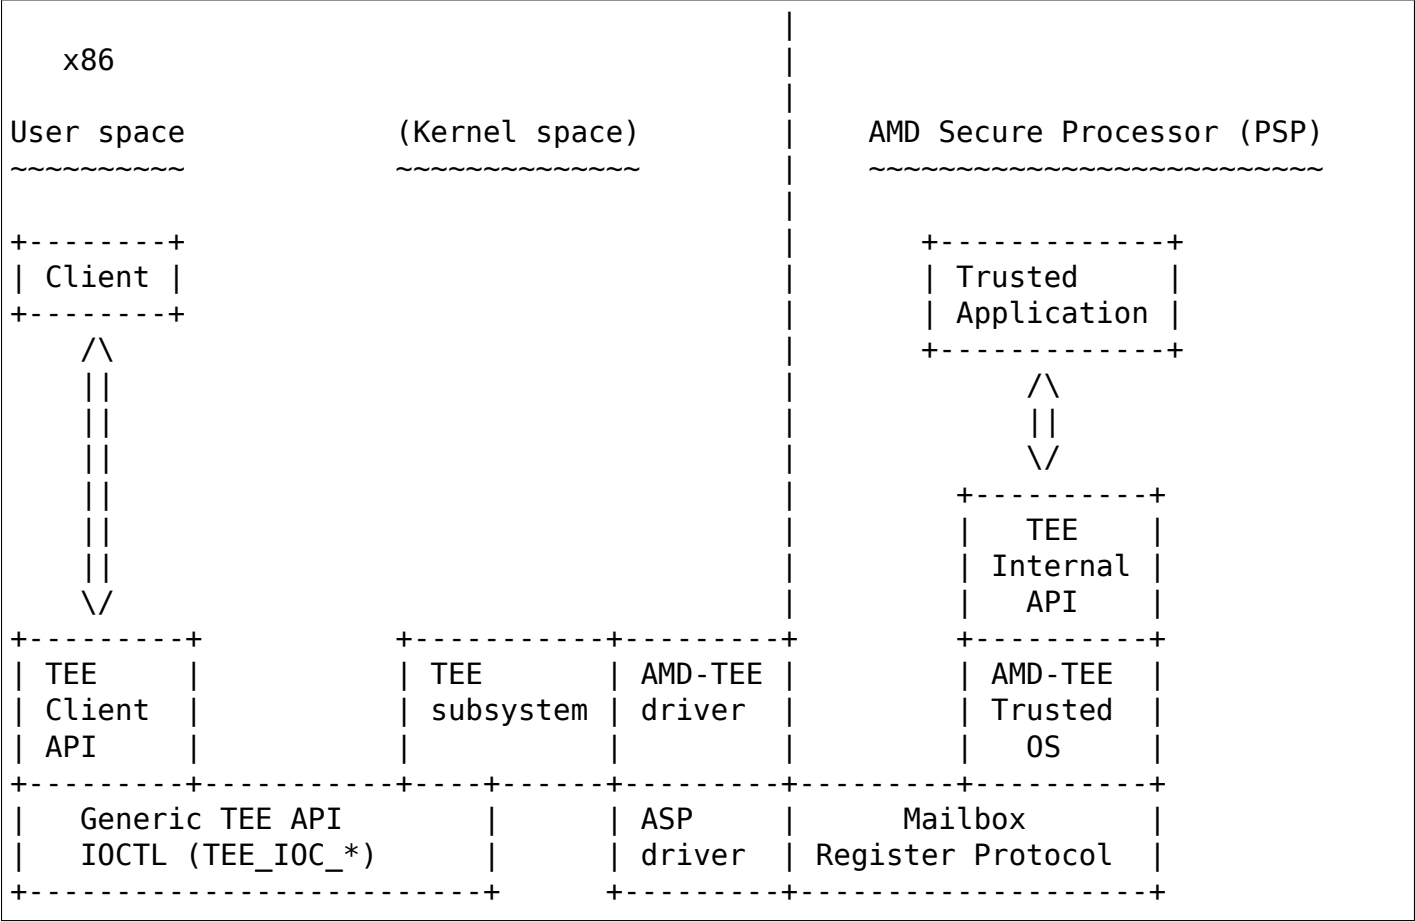 x86
User space (Kernel space) AMD Secure Processor (PSP)
~~~~~~~~~~ ~~~~~~~~~~~~~~ ~~~~~~~~~~~~~~~~~~~~~~~~~~
Client
Trusted
Application
TEE
Internal
API
TEE TEE AMD-TEE AMD-TEE
Client subsystem driver Trusted
API OS
Generic TEE API ASP Mailbox
IOCTL (TEE_IOC_*) driver Register Protocol